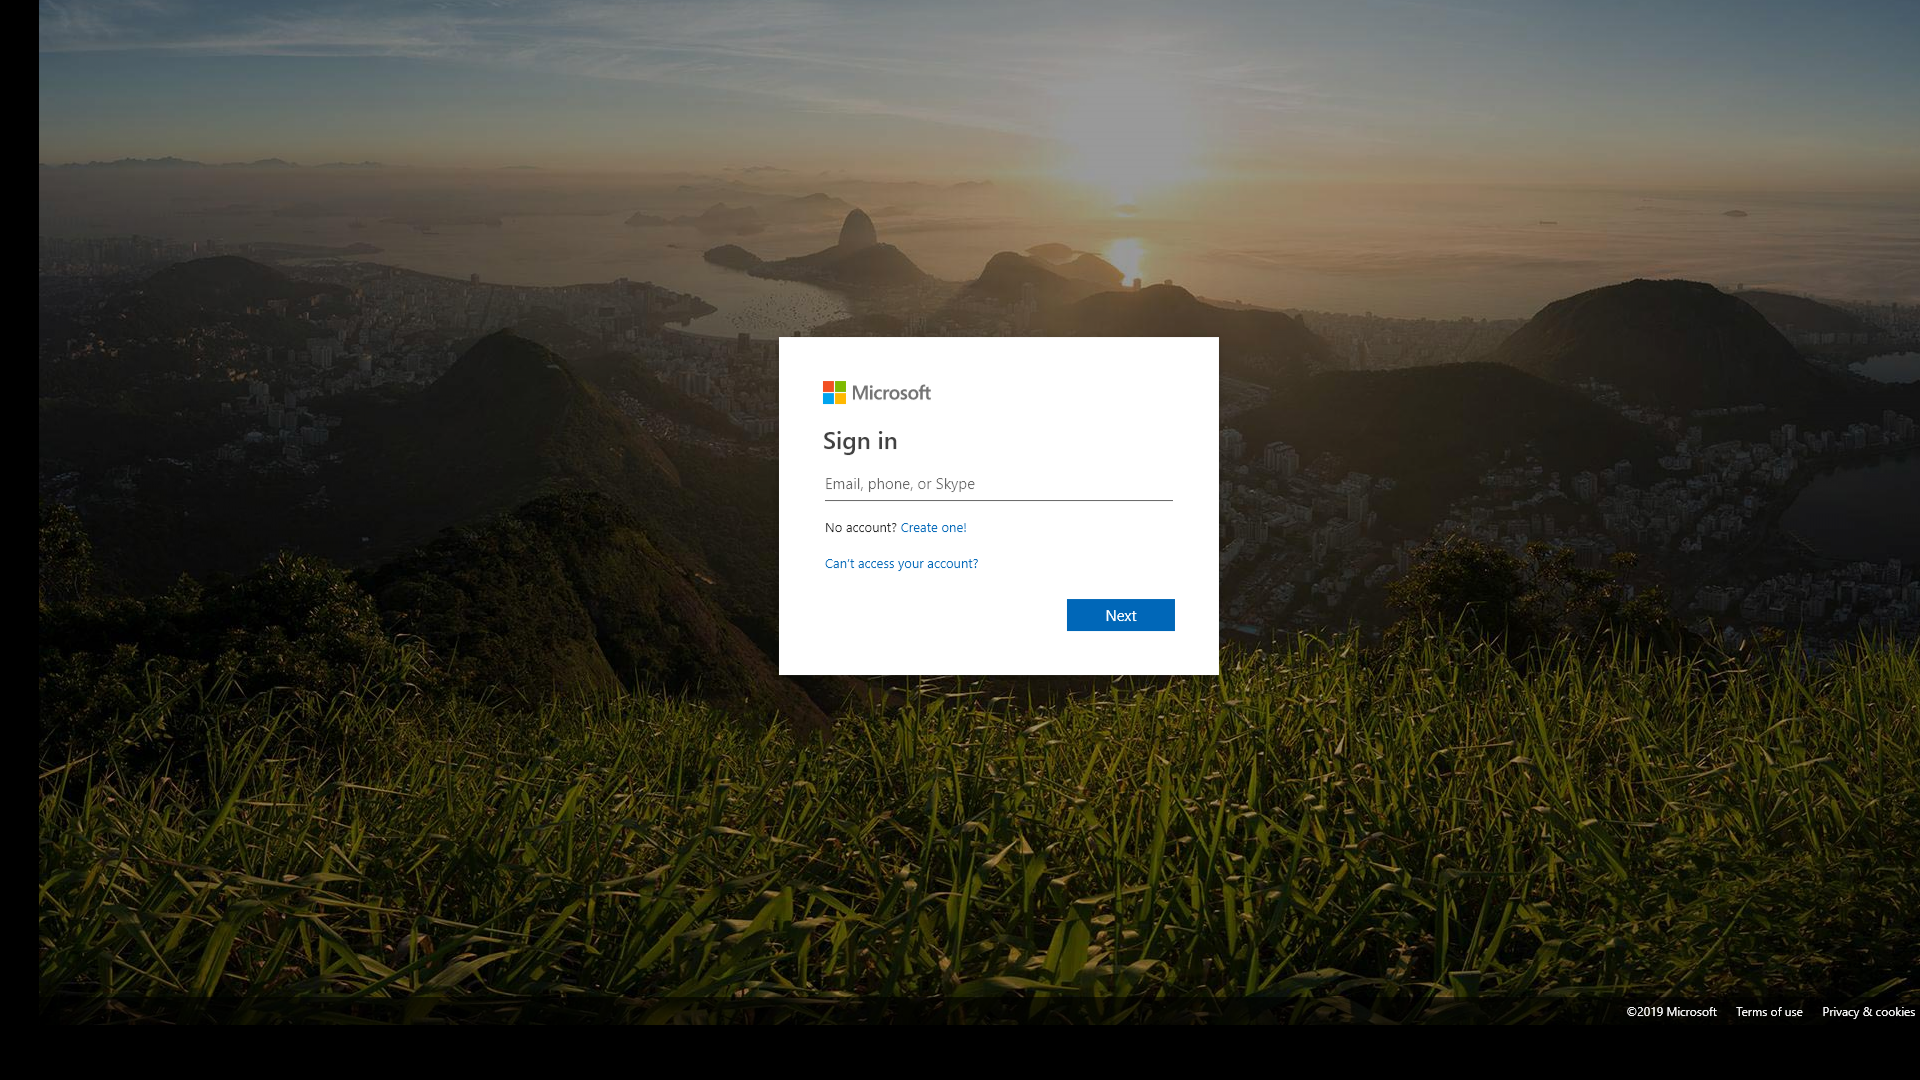 Microsoft
Sign in
Email, phone, or Skype
No account? Create one!
Can't access your account?
Next
©2019 Microsoft Terms of use Privacy & cookies